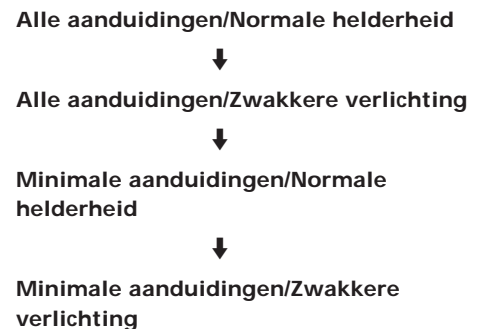 Alle aanduidingen/Normale helderheid
⬇
Alle aanduidingen/Zwakkere verlichting
⬇
Minimale aanduidingen/Normale
helderheid
⬇
Minimale aanduidingen/Zwakkere
verlichting